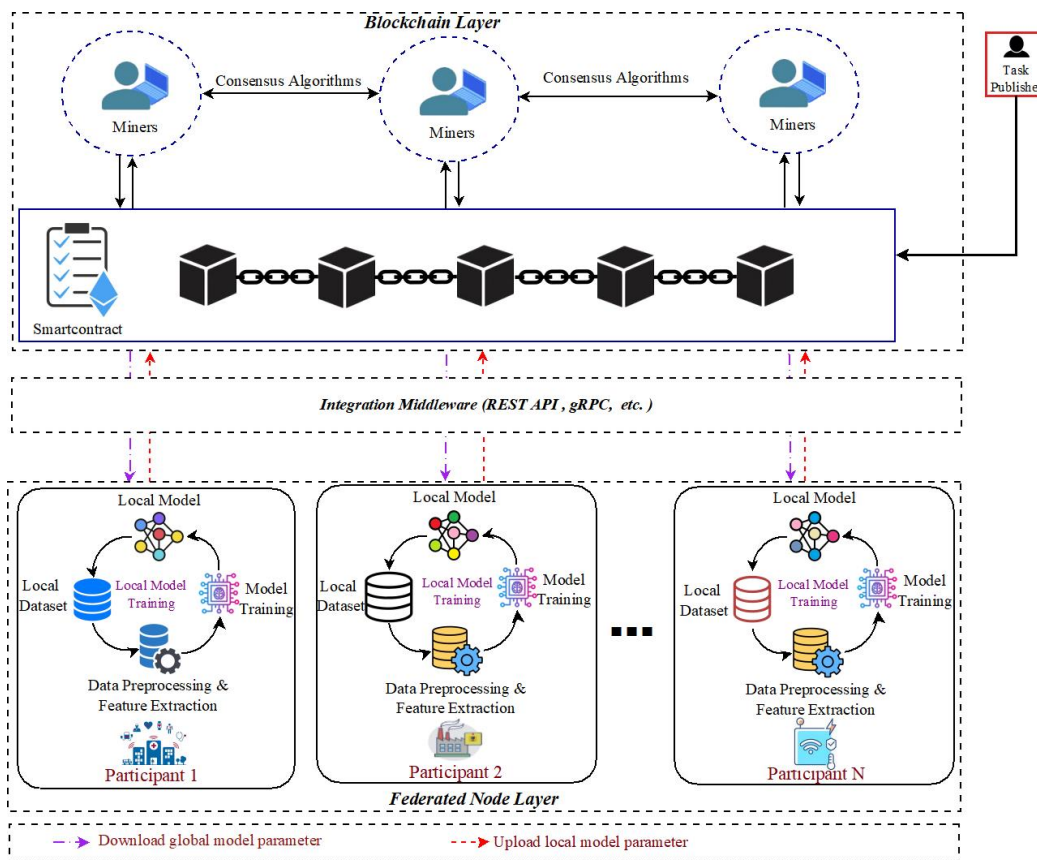 Blockchain Layer
Consensus Algorithms
Consensus Algorithms
Miners
Miners
Miners
Task
Publisher
Smartcontract
Integration Middleware (REST API , gRPC, etc. )
Local Model
Local
Dataset
Local Model
Training
Model
Training
Data Preprocessing &
Feature Extraction
Participant 1
Local Model
Local
Dataset
Local Model
Training
Model
Training
Data Preprocessing &
Feature Extraction
Participant 2
Local Model
Local
Dataset
Local Model
Training
Model
Training
Data Preprocessing &
Feature Extraction
Participant N
Federated Node Layer
Download global model parameter
Upload local model parameter